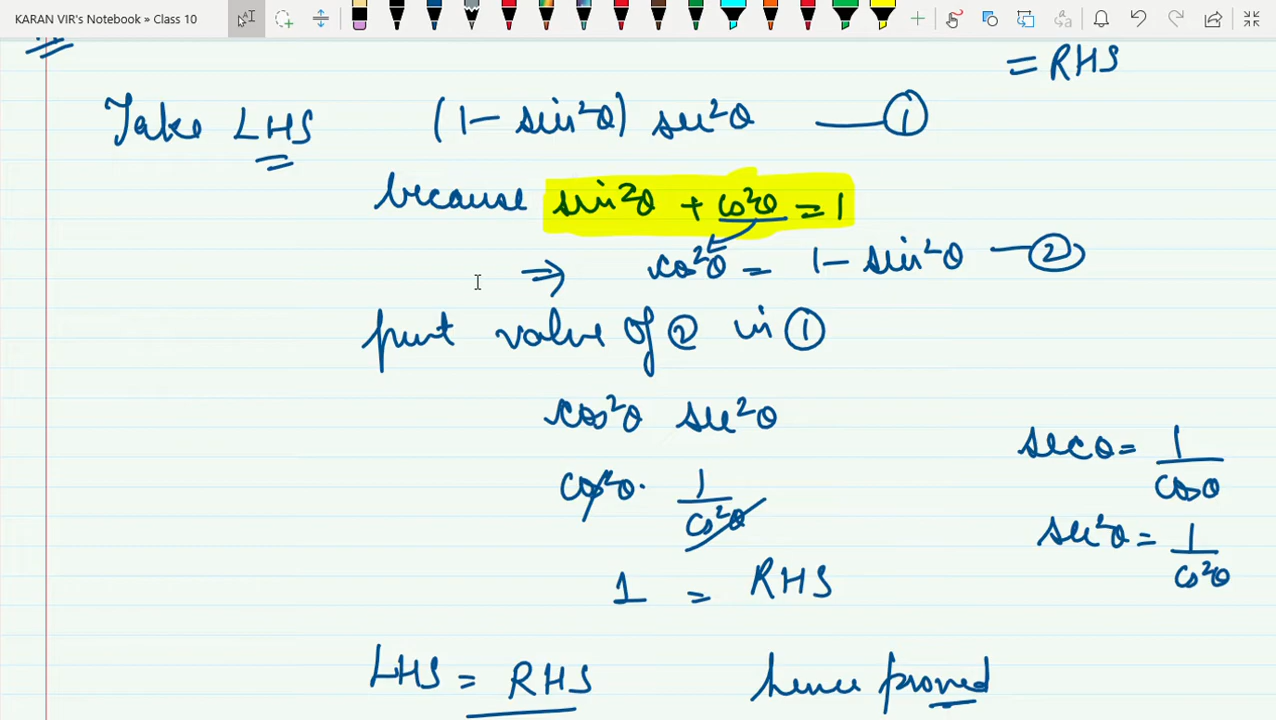 KARAN VIR's Notebook » Class 10
= RHS
Take LHS (1 - sin²θ) sec²θ — ①
because sin²θ + cos²θ = 1
⇒ cos²θ = 1 - sin²θ — ②
put value of ② in ①
cos²θ sec²θ
secθ = 1/cosθ
cos²θ · 1/cos²θ
sec²θ = 1/cos²θ
1 = RHS
LHS = RHS hence proved